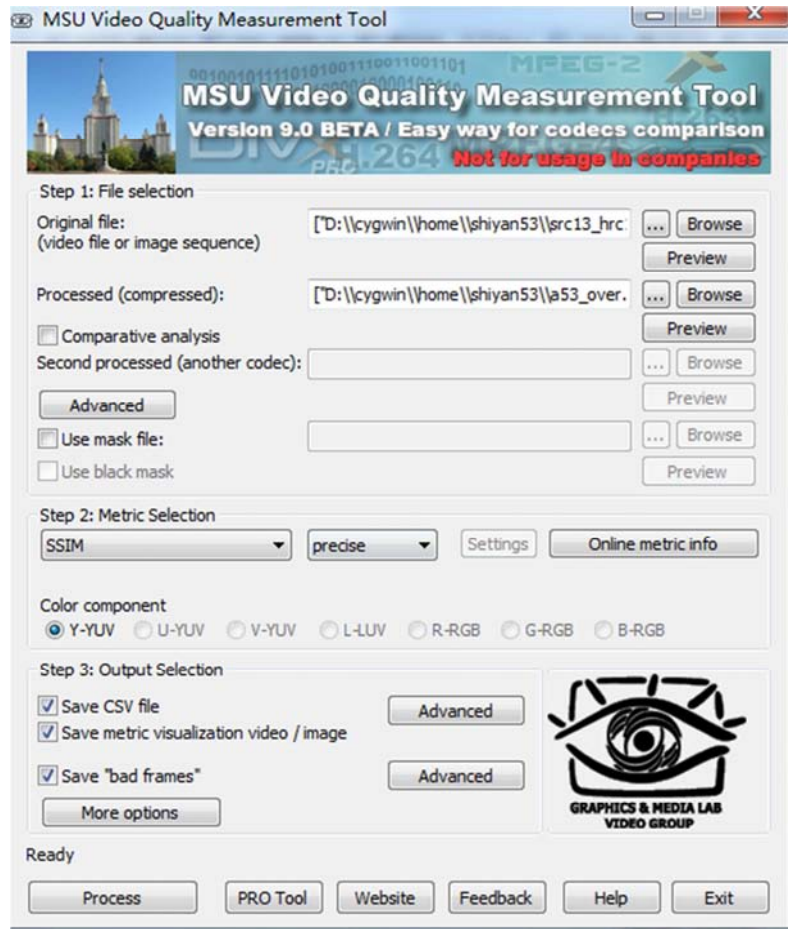 MSU Video Quality Measurement Tool
MPEG-2
MSU Video Quality Measurement Tool
Version 9.0 BETA / Easy way for codecs comparison
PRO H.264 Not for usage in companies
Step 1: File selection
Original file:
(video file or image sequence)
["D:\\cygwin\\home\\shiyan53\\src13_hrc
... Browse
Preview
Processed (compressed):
["D:\\cygwin\\home\\shiyan53\\a53_over.
... Browse
Preview
Comparative analysis
Second processed (another codec):
... Browse
Preview
Advanced
Use mask file:
... Browse
Use black mask
Preview
Step 2: Metric Selection
SSIM precise Settings Online metric info
Color component
Y-YUV U-YUV V-YUV L-LUV R-RGB G-RGB B-RGB
Step 3: Output Selection
Save CSV file
Advanced
Save metric visualization video / image
Save "bad frames"
Advanced
More options
GRAPHICS & MEDIA LAB
VIDEO GROUP
Ready
Process PRO Tool Website Feedback Help Exit